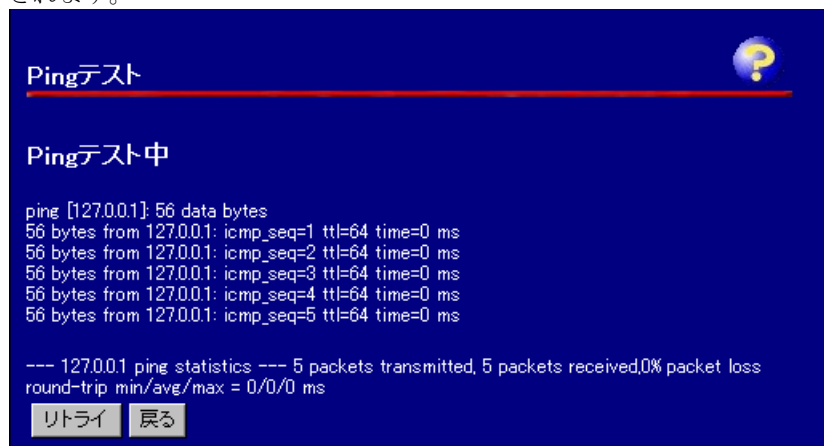 されます。
Pingテスト
Pingテスト中
ping [127.0.0.1]: 56 data bytes
56 bytes from 127.0.0.1: icmp_seq=1 ttl=64 time=0 ms
56 bytes from 127.0.0.1: icmp_seq=2 ttl=64 time=0 ms
56 bytes from 127.0.0.1: icmp_seq=3 ttl=64 time=0 ms
56 bytes from 127.0.0.1: icmp_seq=4 ttl=64 time=0 ms
56 bytes from 127.0.0.1: icmp_seq=5 ttl=64 time=0 ms
--- 127.0.0.1 ping statistics --- 5 packets transmitted, 5 packets received,0% packet loss
round-trip min/avg/max = 0/0/0 ms
リトライ 戻る